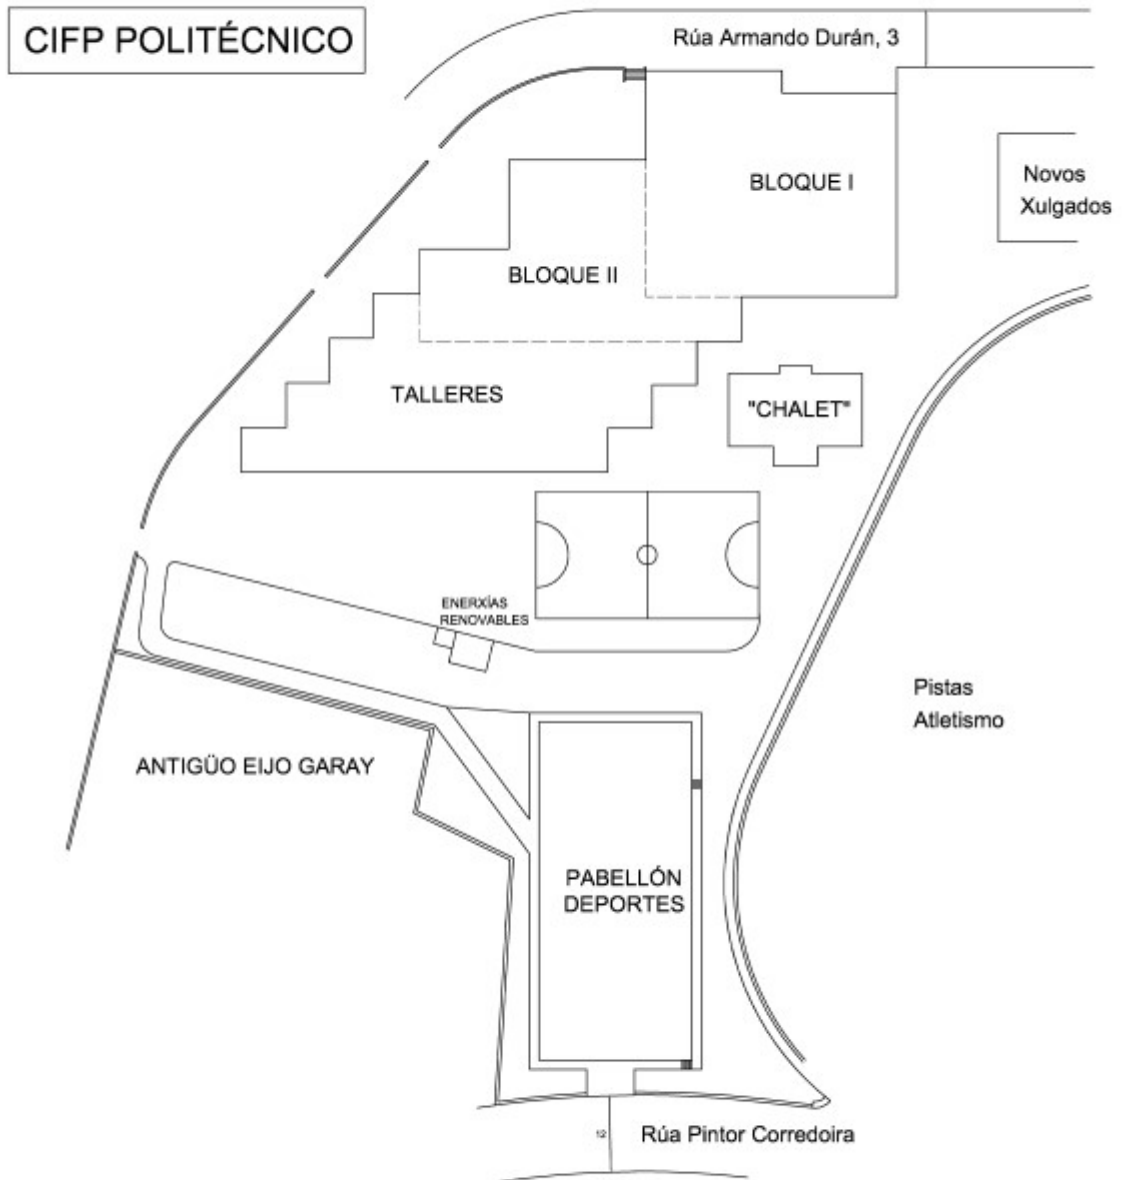 CIFP POLITÉCNICO
Rúa Armando Durán, 3
BLOQUE I
Novos
Xulgados
BLOQUE II
TALLERES
"CHALET"
ENERXÍAS
RENOVABLES
Pistas
Atletismo
ANTIGÜO EIJO GARAY
PABELLÓN
DEPORTES
12
Rúa Pintor Corredoira